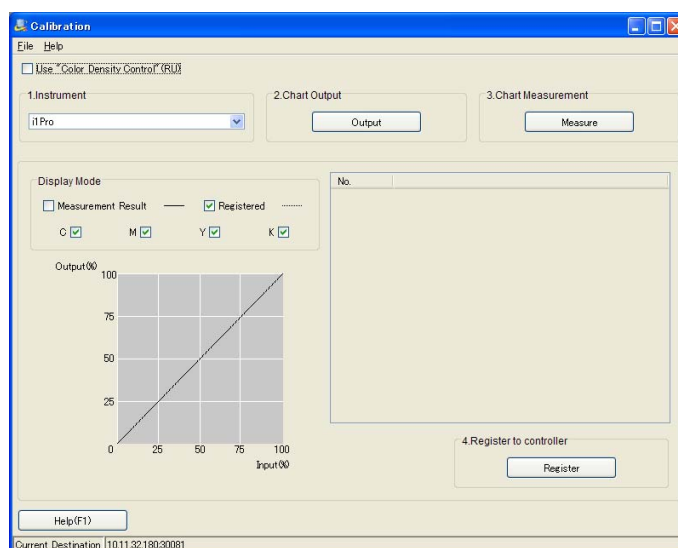 Calibration
File Help
Use "Color Density Control" (RU)
1.Instrument
i1Pro
2.Chart Output
Output
3.Chart Measurement
Measure
Display Mode
Measurement Result
Registered
C M Y K
Output(%)
100
75
50
25
0 25 50 75 100
Input(%)
No.
4.Register to controller
Register
Help(F1)
Current Destination 10.11.32.180:30081